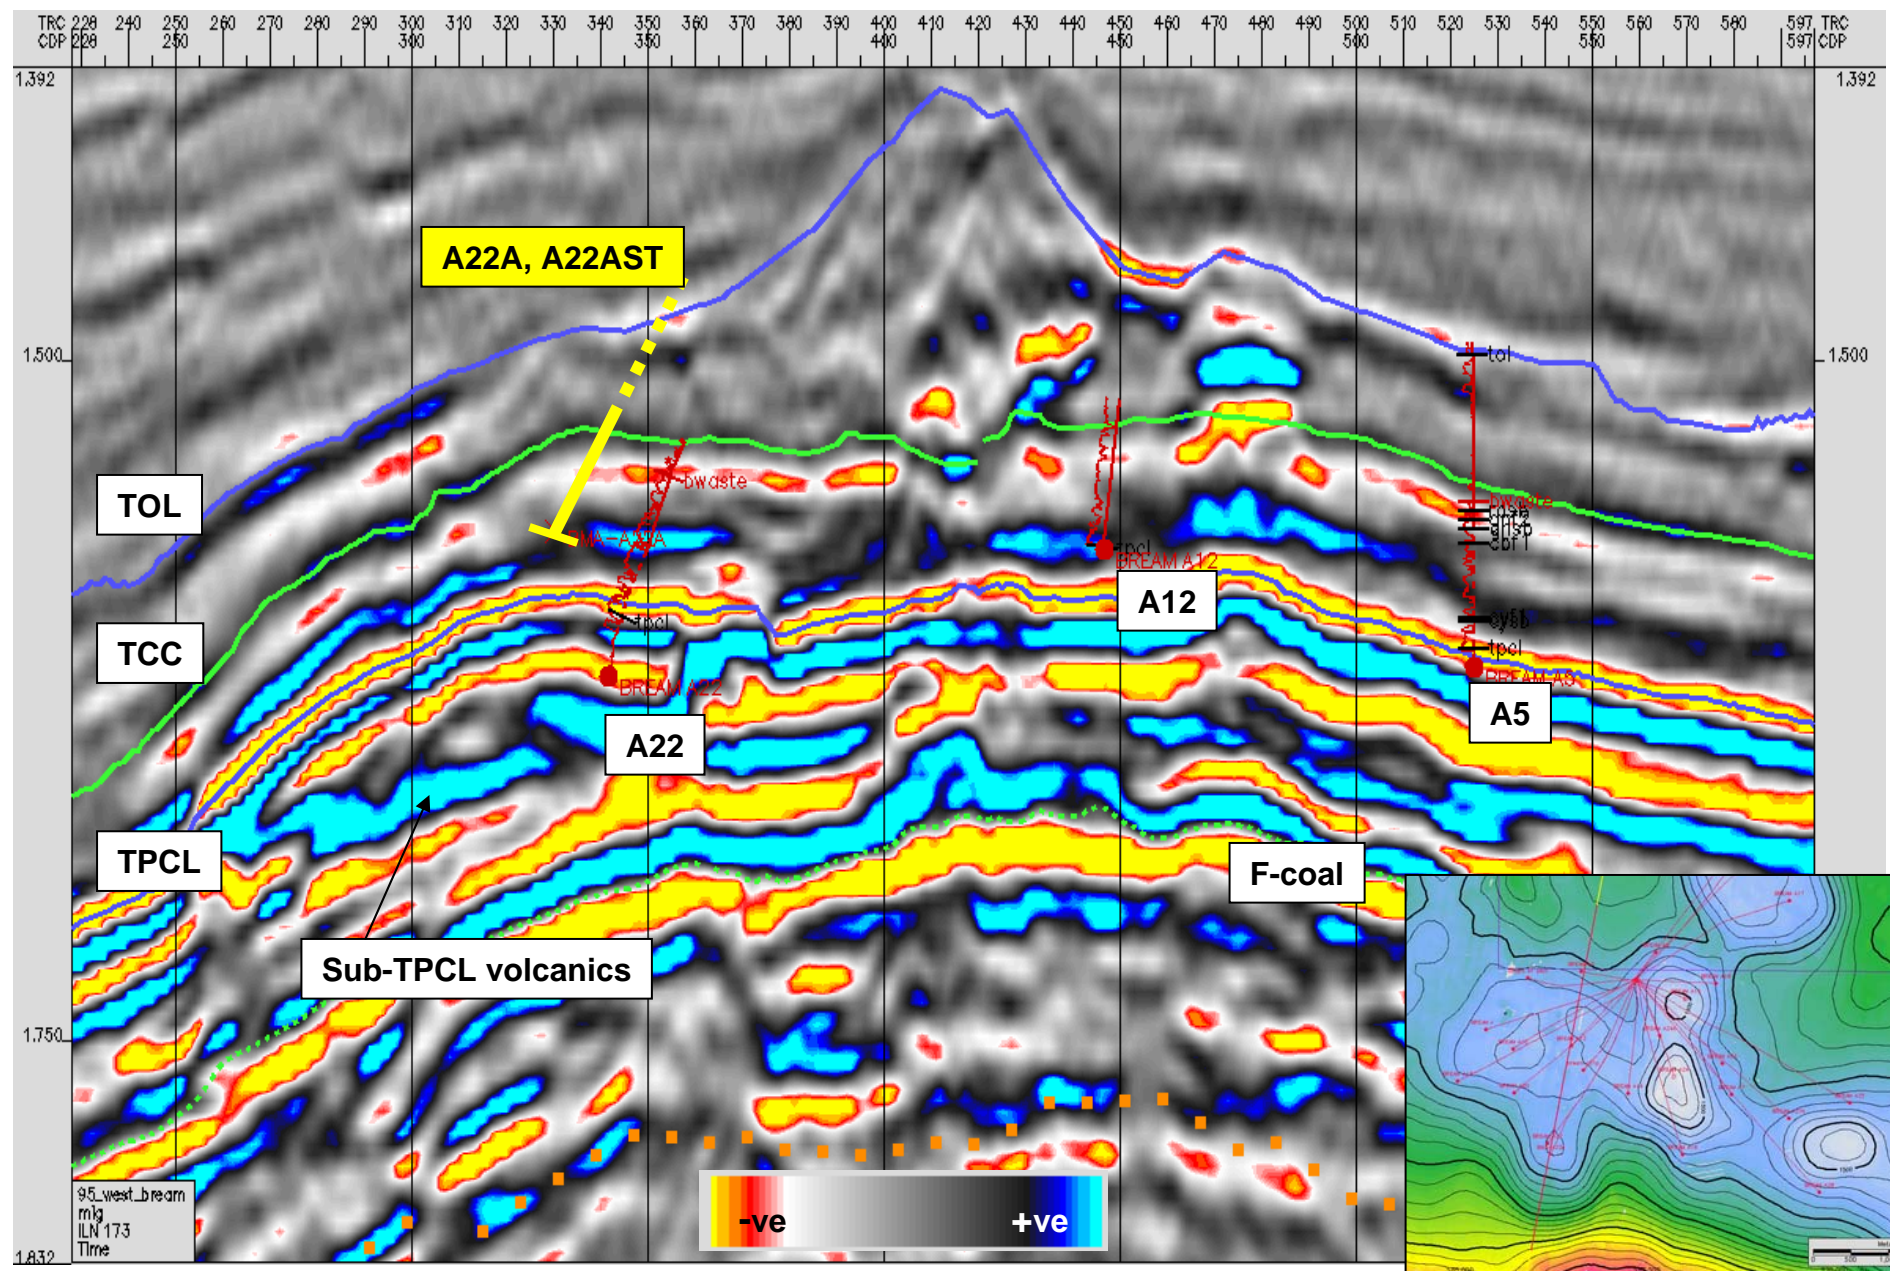 TRC 228 240 250 260 270 280 290 300 310 320 330 340 350 360 370 380 390 400 410 420 430 440 450 460 470 480 490 500 510 520 530 540 550 560 570 580 597 TRC
CDP 228 250 300 350 400 450 500 550 597 CDP
1.392 1.392
A22A, A22AST
1.500 1.500
tol
TOL
bwaste
bwaste
tpcl
BREAM A12
A12
TCC
tpcl
tpcl
BREAM A22
BREAM A5
A5
A22
TPCL
F-coal
Sub-TPCL volcanics
1.750
95_west_bream
mig
ILN 173
Time
-ve +ve
1.832